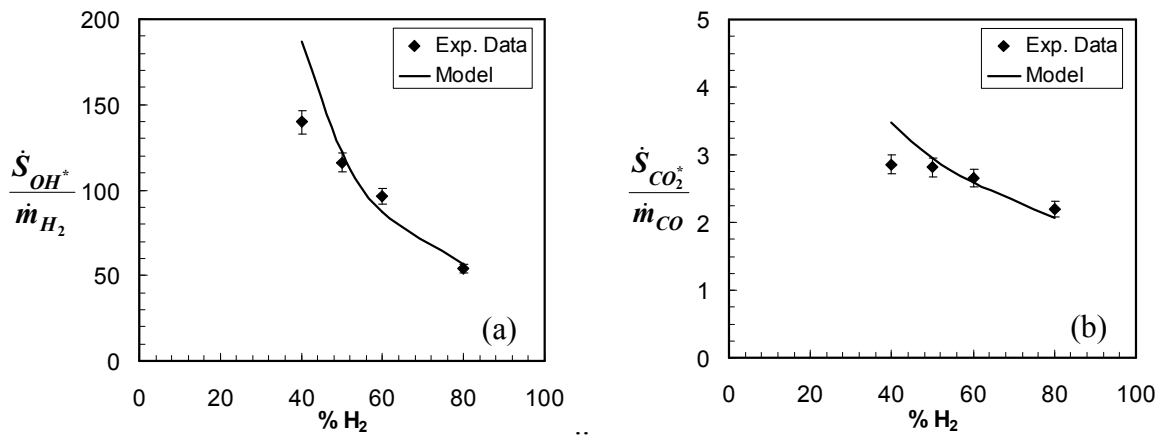 200
150
100
50
0
0 20 40 60 80 100
% H₂
Ṡ_OH* / ṁ_H₂
Exp. Data
Model
(a)
5
4
3
2
1
0
0 20 40 60 80 100
% H₂
Ṡ_CO₂* / ṁ_CO
Exp. Data
Model
(b)